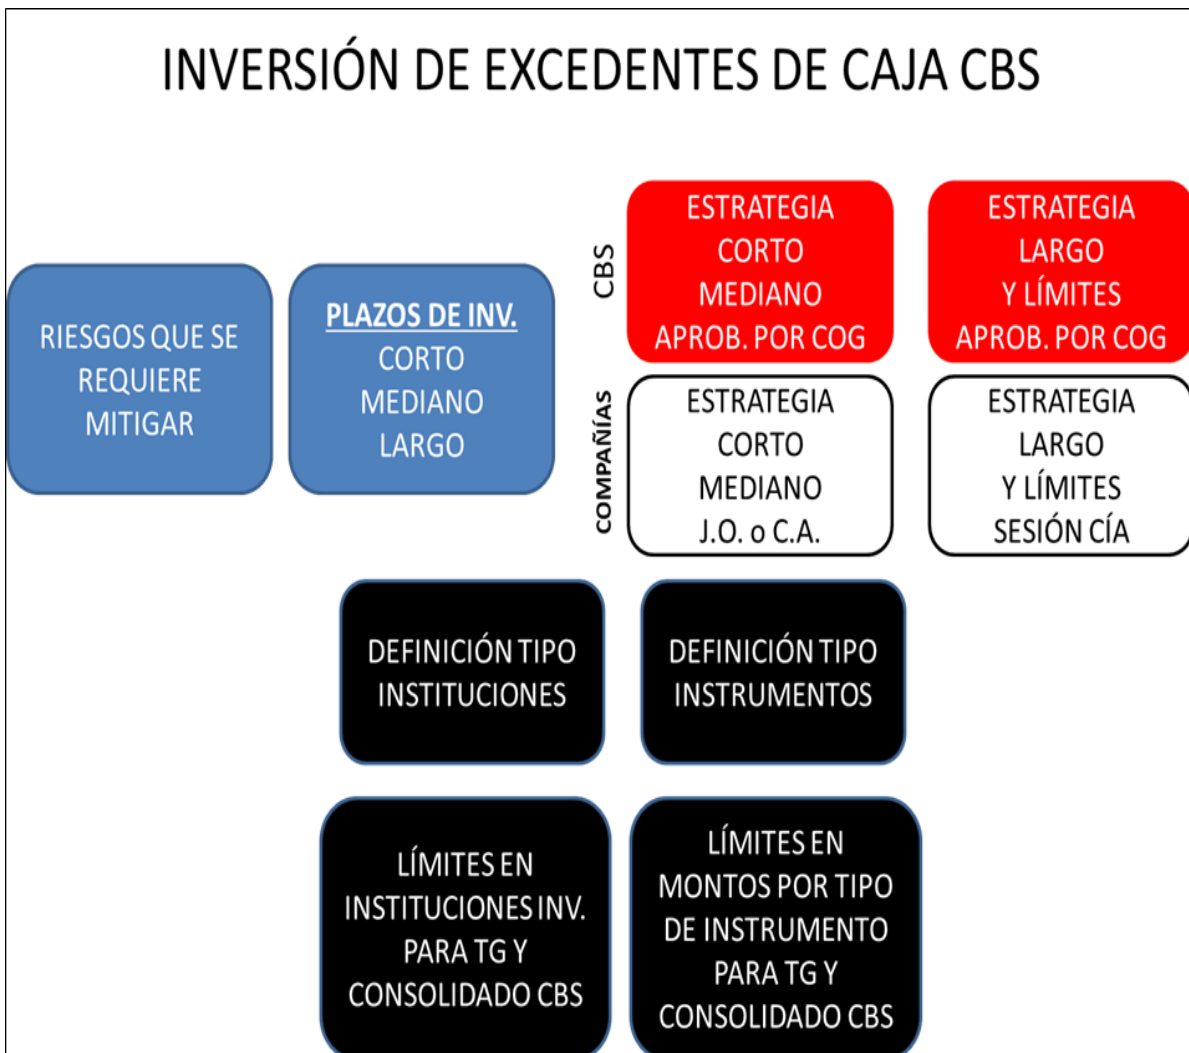 INVERSIÓN DE EXCEDENTES DE CAJA CBS
RIESGOS QUE SE
REQUIERE
MITIGAR
PLAZOS DE INV.
CORTO
MEDIANO
LARGO
CBS
ESTRATEGIA
CORTO
MEDIANO
APROB. POR COG
ESTRATEGIA
LARGO
Y LÍMITES
APROB. POR COG
COMPAÑÍAS
ESTRATEGIA
CORTO
MEDIANO
J.O. o C.A.
ESTRATEGIA
LARGO
Y LÍMITES
SESIÓN CÍA
DEFINICIÓN TIPO
INSTITUCIONES
DEFINICIÓN TIPO
INSTRUMENTOS
LÍMITES EN
INSTITUCIONES INV.
PARA TG Y
CONSOLIDADO CBS
LÍMITES EN
MONTOS POR TIPO
DE INSTRUMENTO
PARA TG Y
CONSOLIDADO CBS